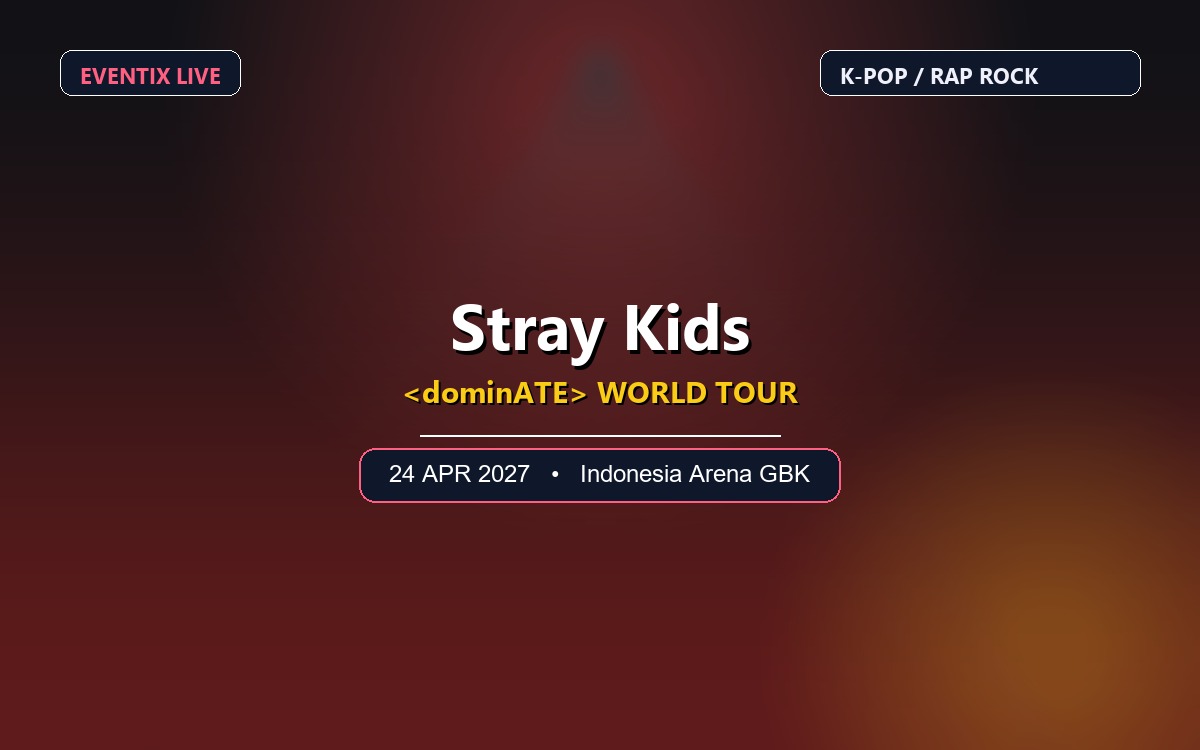 EVENTIX LIVE
K-POP / RAP ROCK
Stray Kids
<dominATE> WORLD TOUR
24 APR 2027 • Indonesia Arena GBK